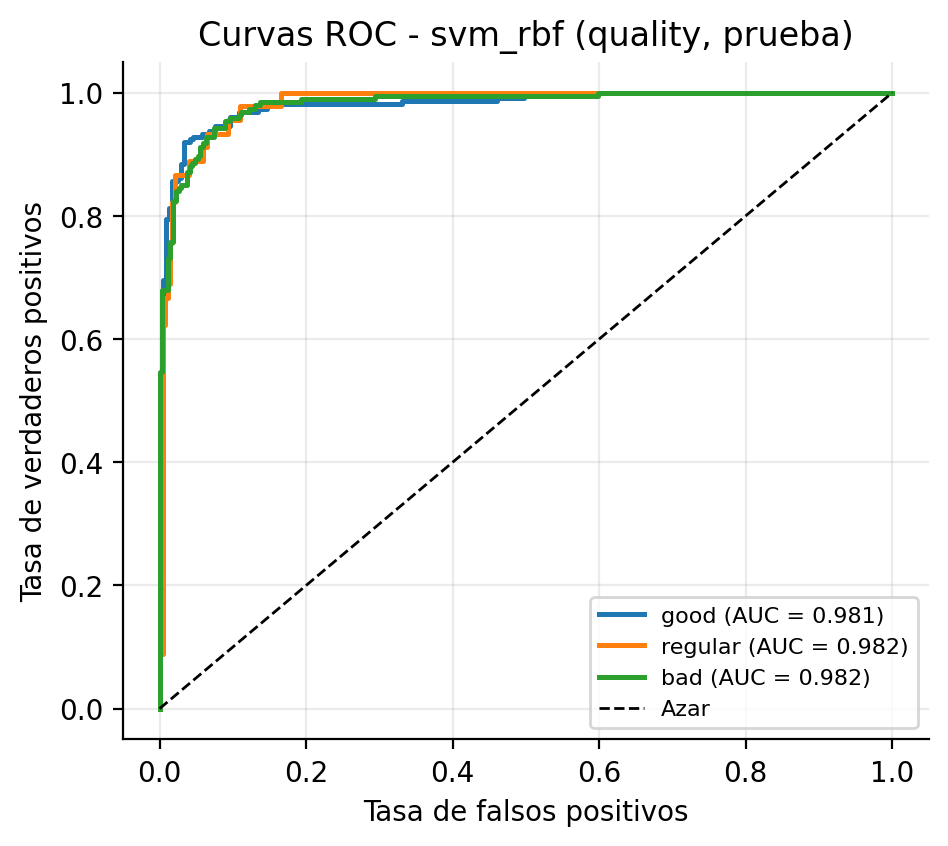 Curvas ROC - svm_rbf (quality, prueba)
Tasa de verdaderos positivos
1.0
0.8
0.6
0.4
0.2
0.0
good (AUC = 0.981)
regular (AUC = 0.982)
bad (AUC = 0.982)
Azar
0.0 0.2 0.4 0.6 0.8 1.0
Tasa de falsos positivos